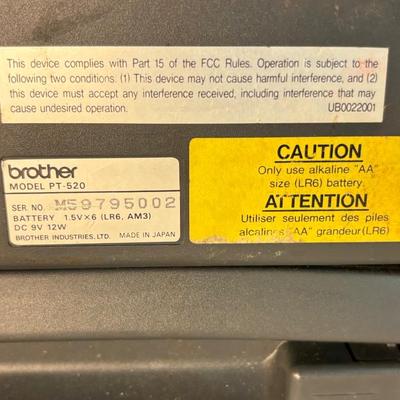 This device complies with Part 15 of the FCC Rules. Operation is subject to the
following two conditions. (1) This device may not cause harmful interference, and (2)
this device must accept any interference received, including interference that may
cause undesired operation. UB0022001
brother
MODEL PT-520
SER. NO. M59795002
BATTERY 1.5V×6 (LR6, AM3)
DC 9V 12W
BROTHER INDUSTRIES, LTD. MADE IN JAPAN
CAUTION
Only use alkaline "AA"
size (LR6) battery.
ATTENTION
Utiliser seulement des piles
alcalines "AA" grandeur (LR6)